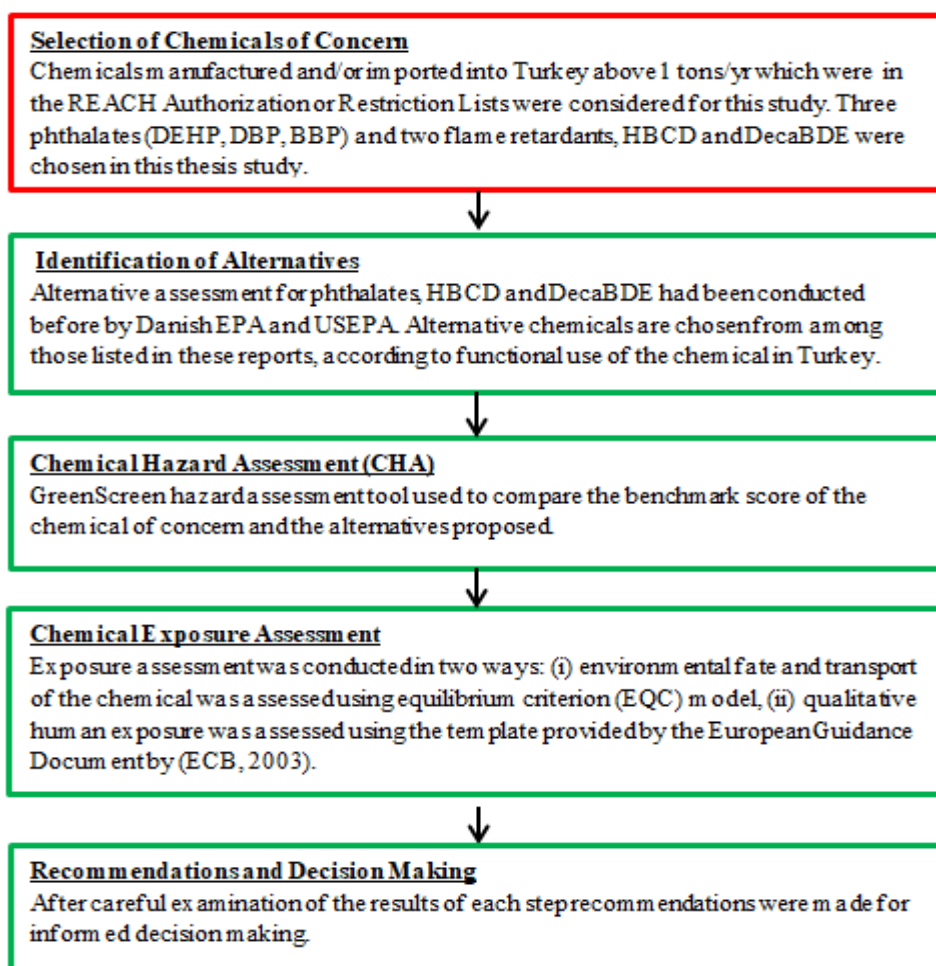 Selection of Chemicals of Concern
Chemicals manufactured and/or imported into Turkey above 1 tons/yr which were in
the REACH Authorization or Restriction Lists were considered for this study. Three
phthalates (DEHP, DBP, BBP) and two flame retardants, HBCD and DecaBDE were
chosen in this thesis study.
Identification of Alternatives
Alternative assessment for phthalates, HBCD and DecaBDE had been conducted
before by Danish EPA and USEPA. Alternative chemicals are chosen from among
those listed in these reports, according to functional use of the chemical in Turkey.
Chemical Hazard Assessment (CHA)
GreenScreen hazard assessment tool used to compare the benchmark score of the
chemical of concern and the alternatives proposed.
Chemical Exposure Assessment
Exposure assessment was conducted in two ways: (i) environmental fate and transport
of the chemical was assessed using equilibrium criterion (EQC) model, (ii) qualitative
human exposure was assessed using the template provided by the European Guidance
Document by (ECB, 2003).
Recommendations and Decision Making
After careful examination of the results of each step recommendations were made for
informed decision making.